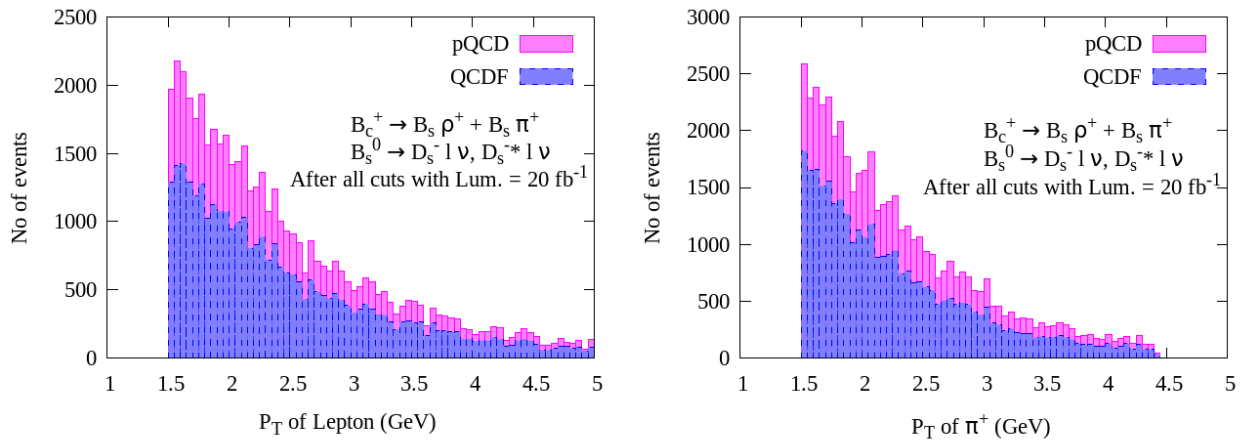 2500
2000
1500
1000
500
0
No of events
pQCD
QCDF
B_c^+ → B_s ρ^+ + B_s π^+
B_s^0 → D_s^- l ν, D_s^-* l ν
After all cuts with Lum. = 20 fb^-1
1 1.5 2 2.5 3 3.5 4 4.5 5
P_T of Lepton (GeV)
3000
2500
2000
1500
1000
500
0
No of events
pQCD
QCDF
B_c^+ → B_s ρ^+ + B_s π^+
B_s^0 → D_s^- l ν, D_s^-* l ν
After all cuts with Lum. = 20 fb^-1
1 1.5 2 2.5 3 3.5 4 4.5 5
P_T of π^+ (GeV)